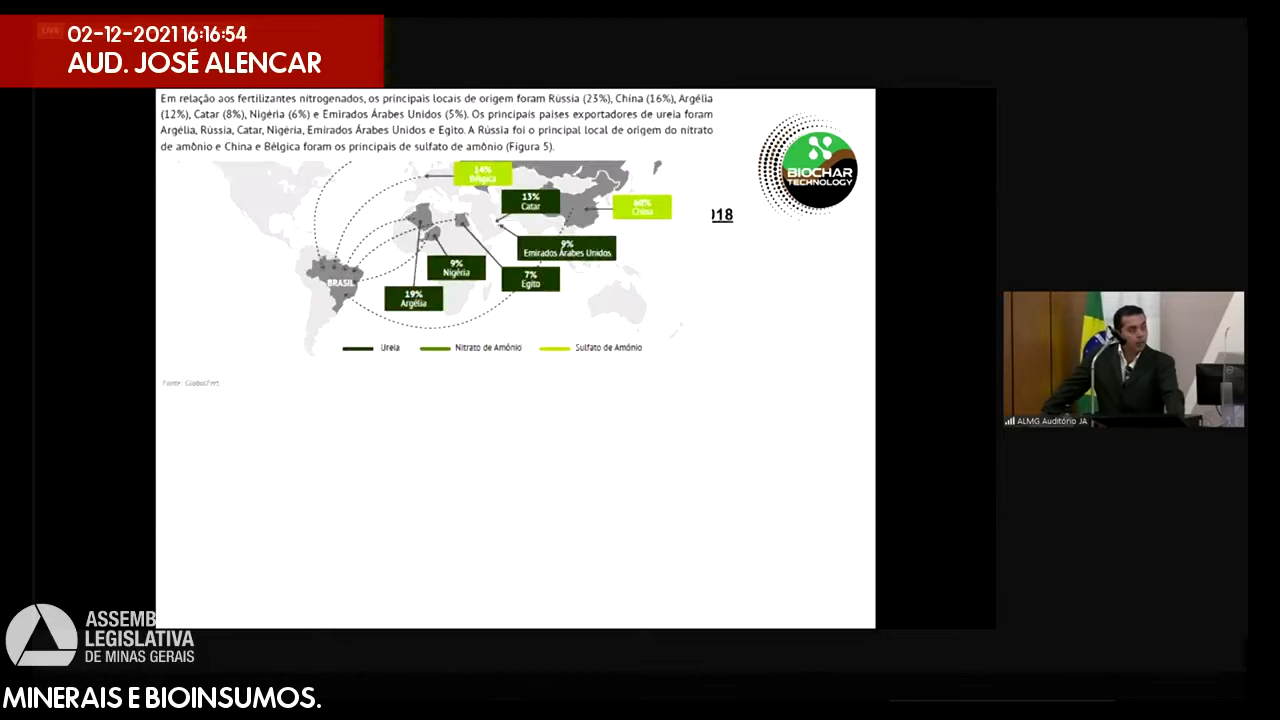 LIVE
02-12-2021 16:16:54
AUD. JOSÉ ALENCAR
Em relação aos fertilizantes nitrogenados, os principais locais de origem foram Rússia (23%), China (16%), Argélia
(12%), Catar (8%), Nigéria (6%) e Emirados Árabes Unidos (5%). Os principais países exportadores de ureia foram
Argélia, Rússia, Catar, Nigéria, Emirados Árabes Unidos e Egito. A Rússia foi o principal local de origem do nitrato
de amônio e China e Bélgica foram os principais de sulfato de amônio (Figura 5).
BIOCHAR
TECHNOLOGY
14%
Bélgica
13%
Catar
60%
China
018
9%
Emirados Árabes Unidos
9%
Nigéria
7%
Egito
BRASIL
19%
Argélia
Ureia
Nitrato de Amônio
Sulfato de Amônio
Fonte: GlobalFert
ALMG Auditório JA
ASSEMB
LEGISLATIVA
DE MINAS GERAIS
MINERAIS E BIOINSUMOS.